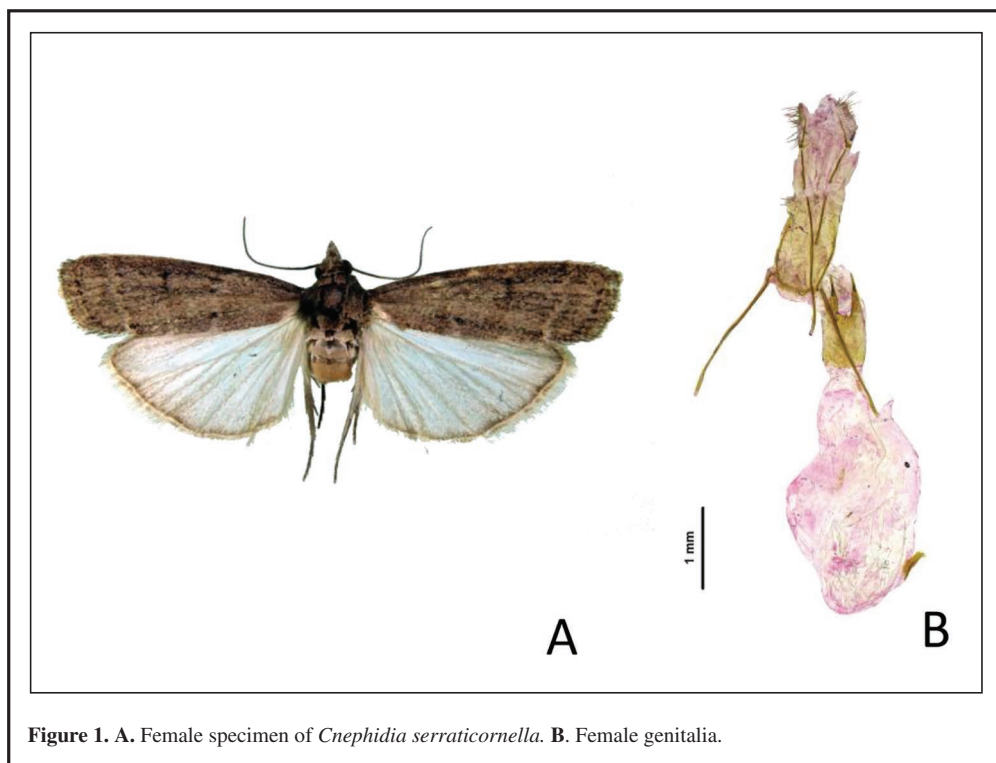 1 mm
A
B
Figure 1. A. Female specimen of Cnephidia serraticornella. B. Female genitalia.